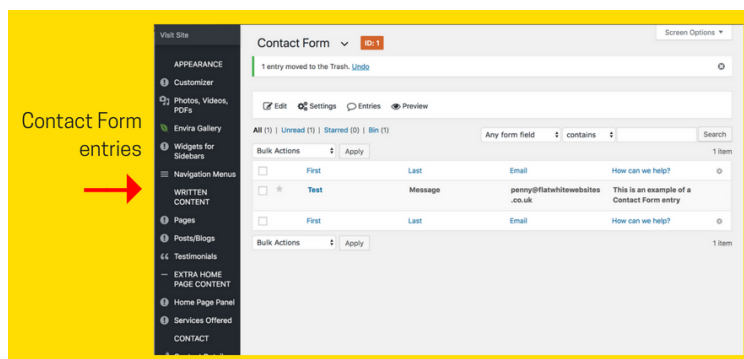 Contact Form
entries
Visit Site
APPEARANCE
Customizer
Photos, Videos,
PDFs
Envira Gallery
Widgets for
Sidebars
Navigation Menus
WRITTEN
CONTENT
Pages
Posts/Blogs
Testimonials
EXTRA HOME
PAGE CONTENT
Home Page Panel
Services Offered
CONTACT
Screen Options
Contact Form ID: 1
1 entry moved to the Trash. Undo
Edit Settings Entries Preview
All (1) | Unread (1) | Starred (0) | Bin (1)
Any form field contains Search
Bulk Actions Apply 1 item
First Last Email How can we help?
Test Message penny@flatwhitewebsites This is an example of a
.co.uk Contact Form entry
First Last Email How can we help?
Bulk Actions Apply 1 item